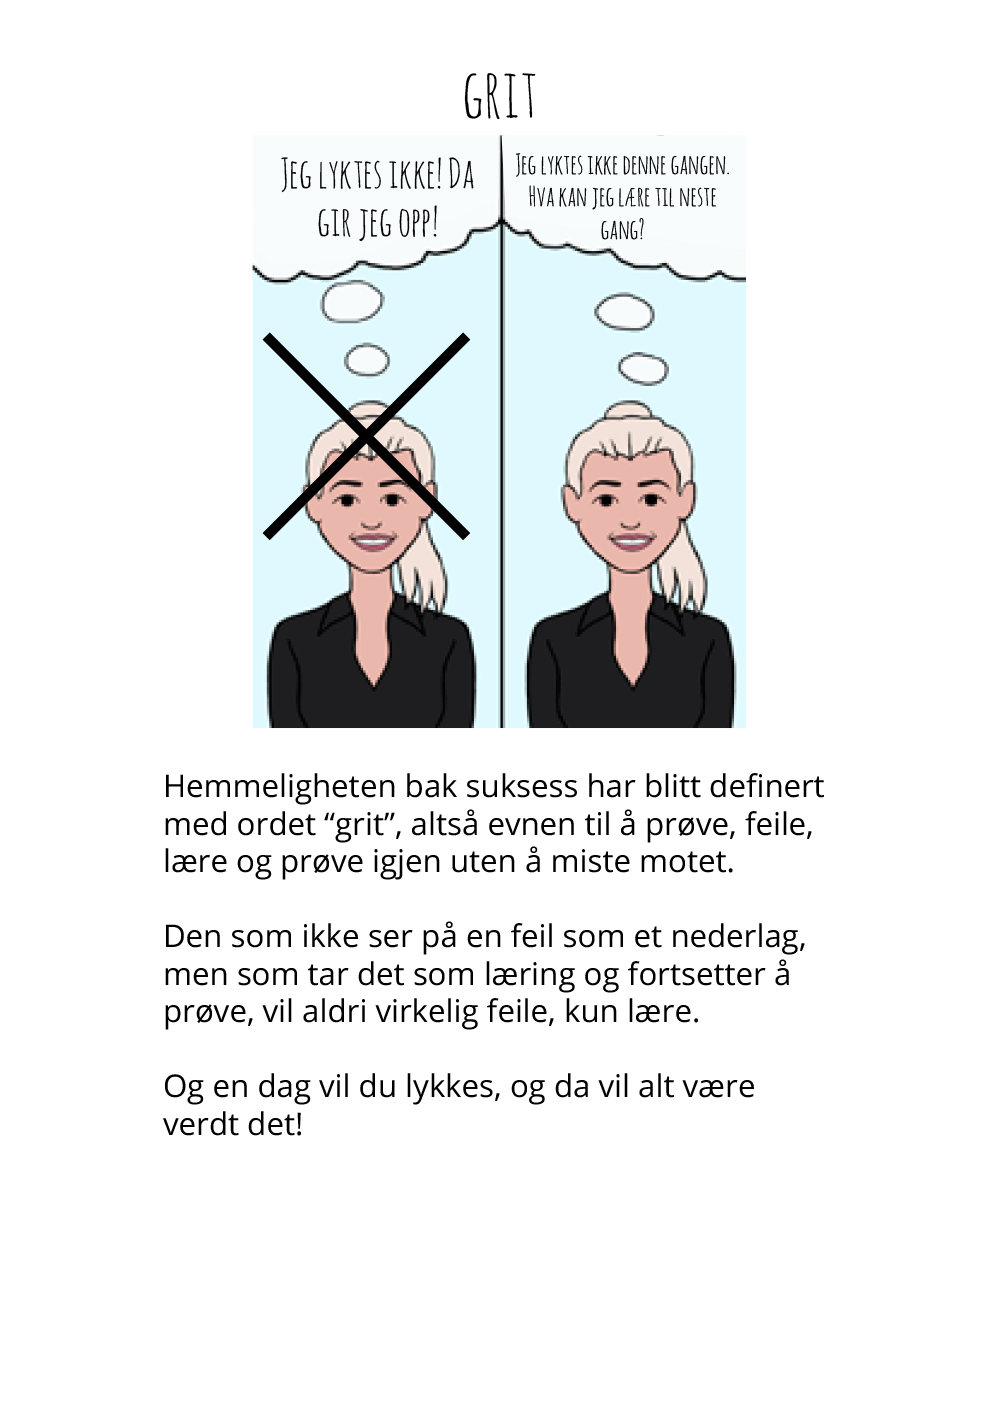 GRIT
JEG LYKTES IKKE! DA
GIR JEG OPP!
JEG LYKTES IKKE DENNE GANGEN.
HVA KAN JEG LÆRE TIL NESTE
GANG?
Hemmeligheten bak suksess har blitt definert
med ordet “grit”, altså evnen til å prøve, feile,
lære og prøve igjen uten å miste motet.
Den som ikke ser på en feil som et nederlag,
men som tar det som læring og fortsetter å
prøve, vil aldri virkelig feile, kun lære.
Og en dag vil du lykkes, og da vil alt være
verdt det!